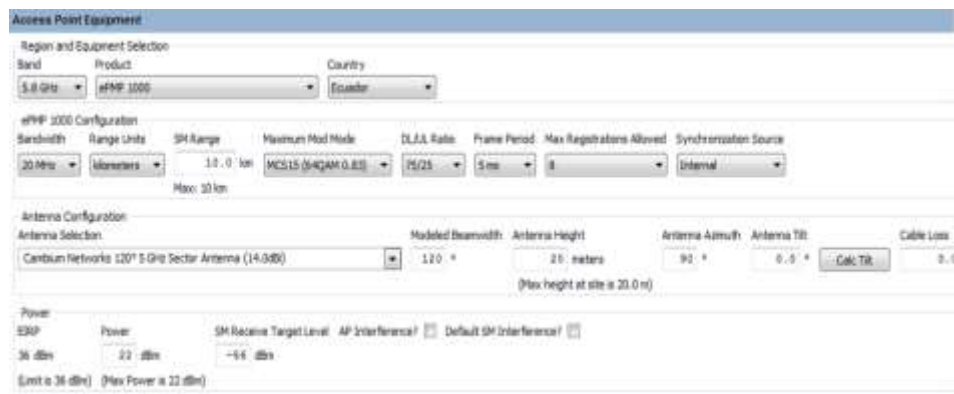 Access Point Equipment
Region and Equipment Selection
Band Product Country
5.8 GHz ePMP 1000 Ecuador
ePMP 1000 Configuration
Bandwidth Range Units SM Range Maximum Mod Mode DL/UL Ratio Frame Period Max Registrations Allowed Synchronization Source
20 MHz kilometers 10.0 km MCS15 (64QAM 0.83) 75/25 5 ms 8 Internal
Max: 10 km
Antenna Configuration
Antenna Selection Modeled Beamwidth Antenna Height Antenna Azimuth Antenna Tilt Cable Loss
Cambium Networks 120° 5 GHz Sector Antenna (14.0dBi) 120 ° meters 90 ° 0.0 ° Calc Tilt 0.0
(Max height at site is 20.0 m)
Power
EIRP Power SM Receive Target Level AP Interference? Default SM Interference?
36 dBm 22 dBm dBm
(Limit is 36 dBm) (Max Power is 22 dBm)